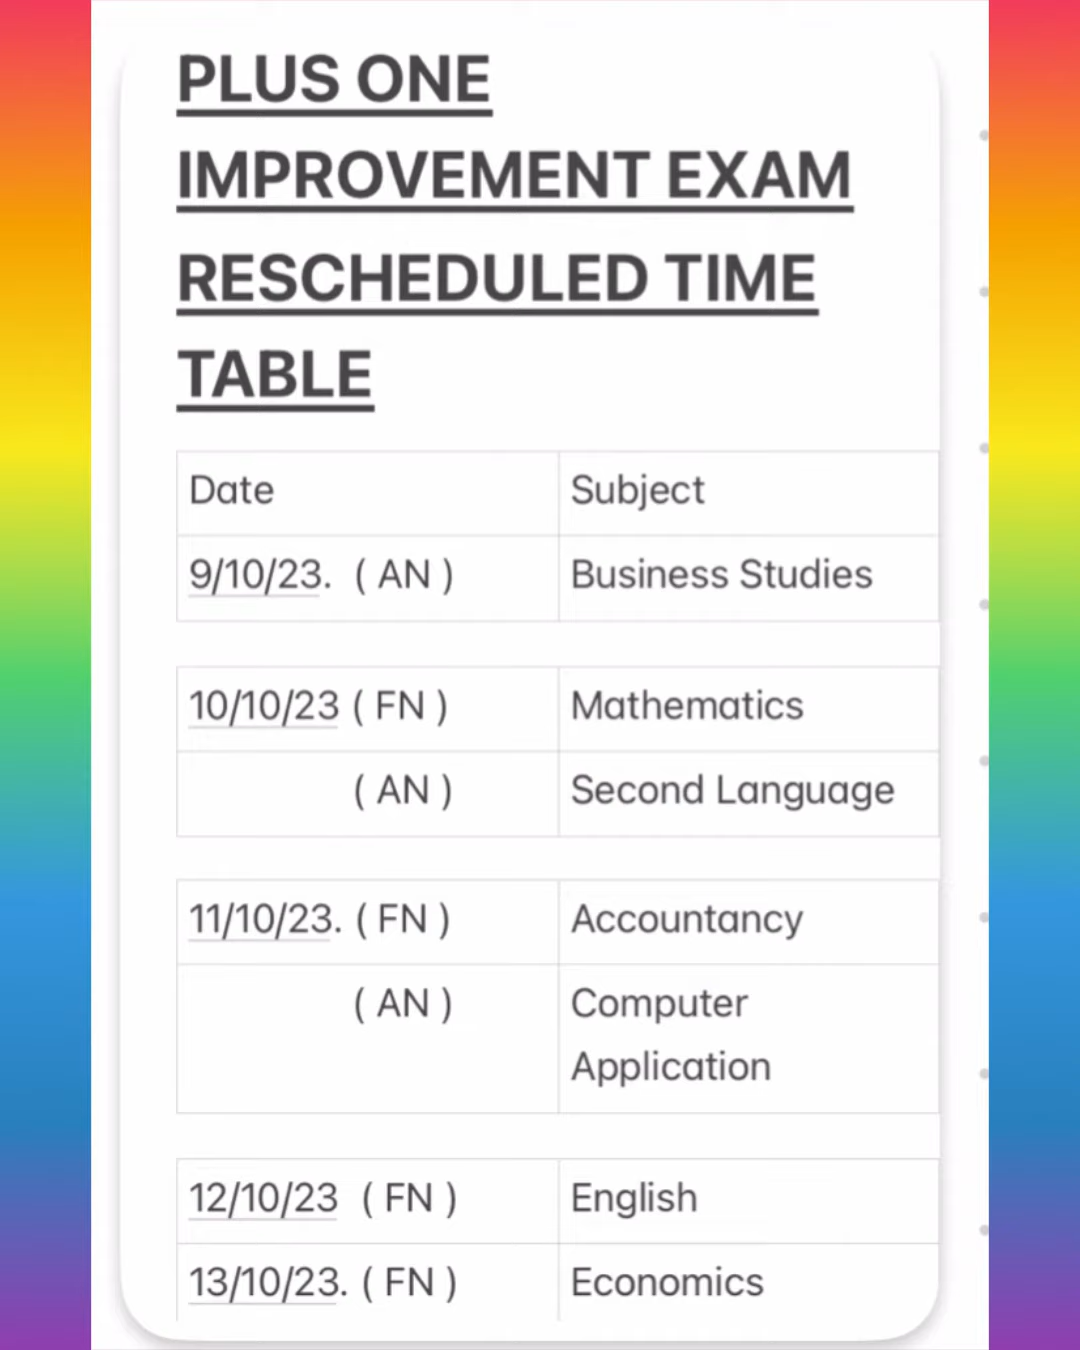 PLUS ONE
IMPROVEMENT EXAM
RESCHEDULED TIME
TABLE
Date Subject
9/10/23. ( AN ) Business Studies
10/10/23 ( FN ) Mathematics
( AN ) Second Language
11/10/23. ( FN ) Accountancy
( AN ) Computer
Application
12/10/23 ( FN ) English
13/10/23. ( FN ) Economics